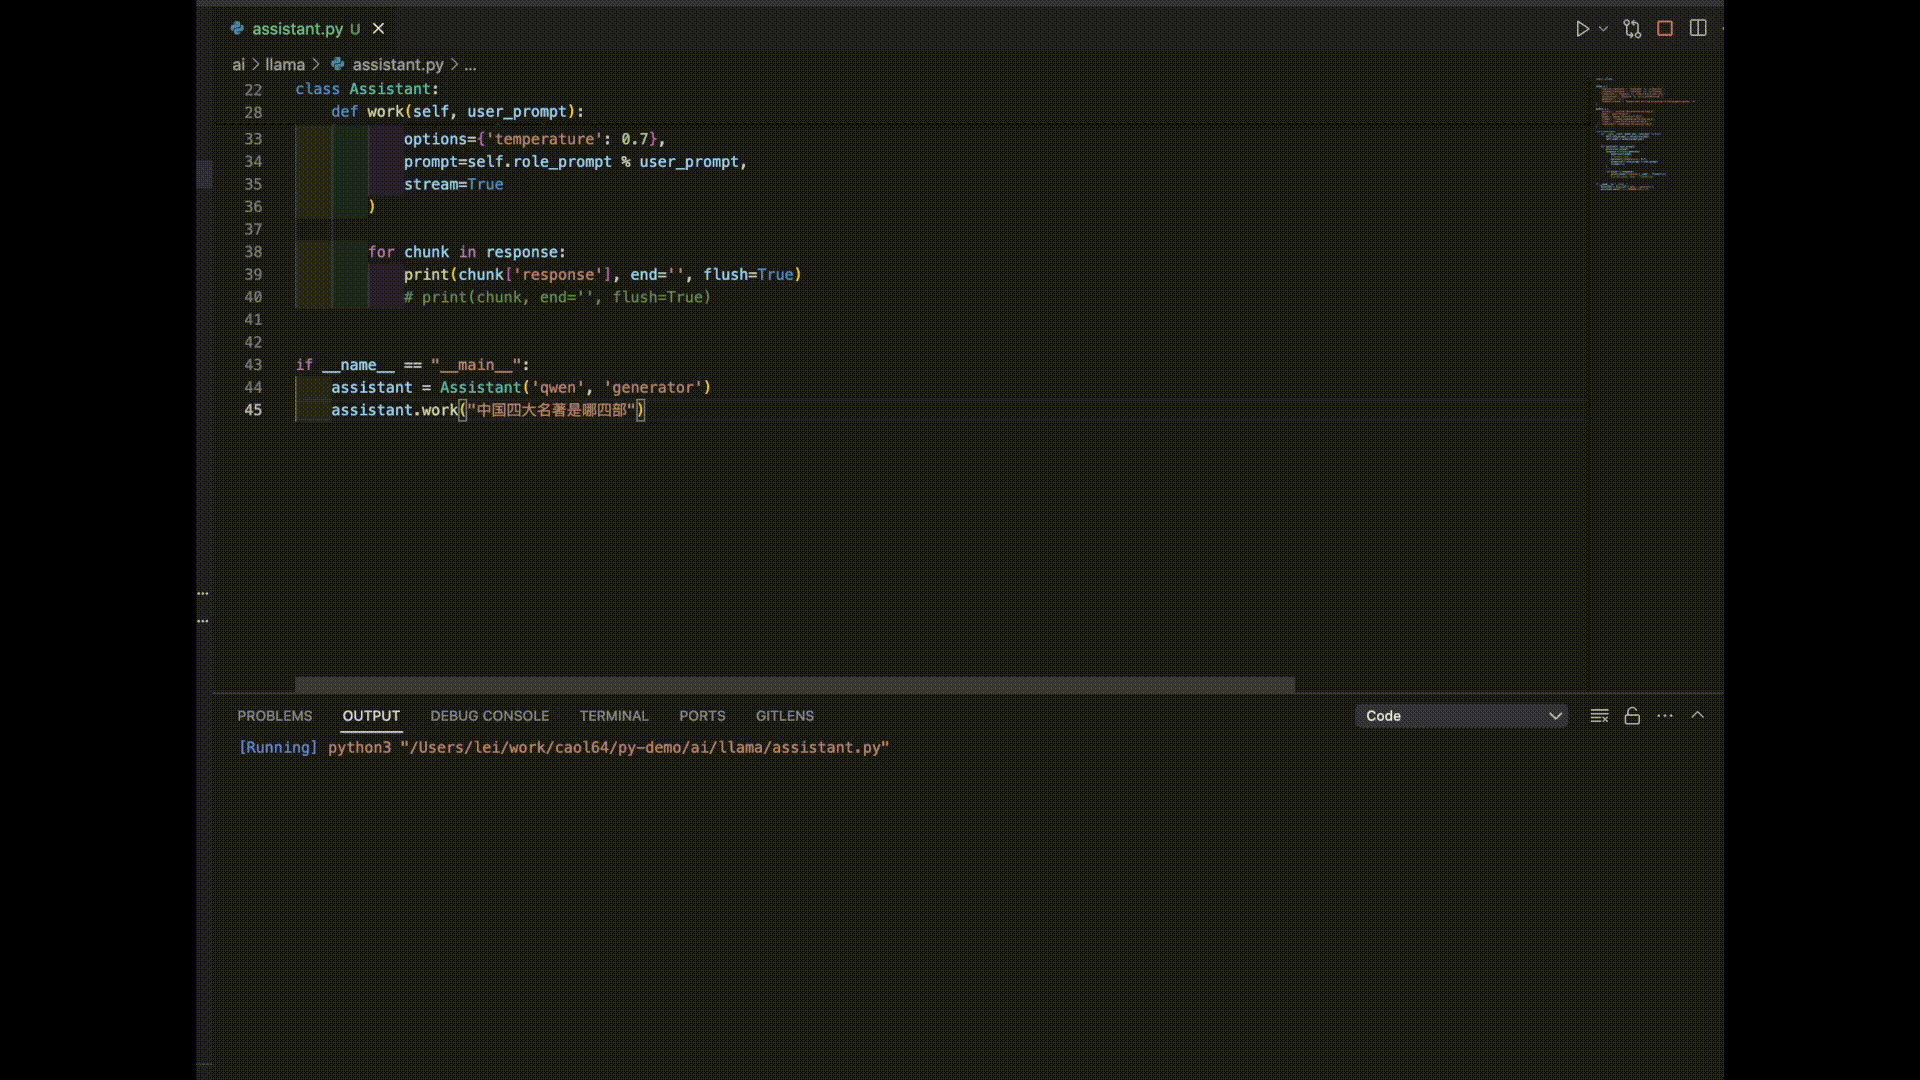 assistant.py U
ai > llama > assistant.py > ...
22 class Assistant:
28 def work(self, user_prompt):
33 options={'temperature': 0.7},
34 prompt=self.role_prompt % user_prompt,
35 stream=True
36 )
37
38 for chunk in response:
39 print(chunk['response'], end='', flush=True)
40 # print(chunk, end='', flush=True)
41
42
43 if __name__ == "__main__":
44 assistant = Assistant('qwen', 'generator')
45 assistant.work("中国四大名著是哪四部")
PROBLEMS OUTPUT DEBUG CONSOLE TERMINAL PORTS GITLENS Code
[Running] python3 "/Users/lei/work/caol64/py-demo/ai/llama/assistant.py"